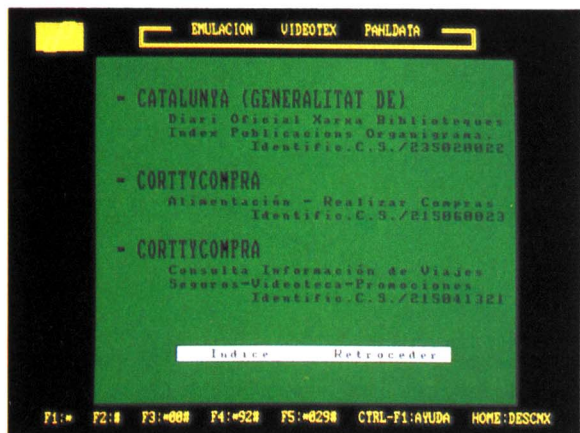 EMULACION VIDEOTEX PAHLDATA
- CATALUNYA (GENERALITAT DE)
Diari Oficial Xarxa Biblioteques
Index Publicacions Organigrama.
Identific.C.S./235020022
- CORTTYCOMPRA
Alimentación - Realizar Compras
Identific.C.S./215060023
- CORTTYCOMPRA
Consulta Información de Viajes
Seguros-Videoteca-Promociones
Identific.C.S./215041321
Indice Retroceder
F1:* F2:# F3:*00# F4:*92# F5:*029# CTRL-F1:AYUDA HOME:DESCNX